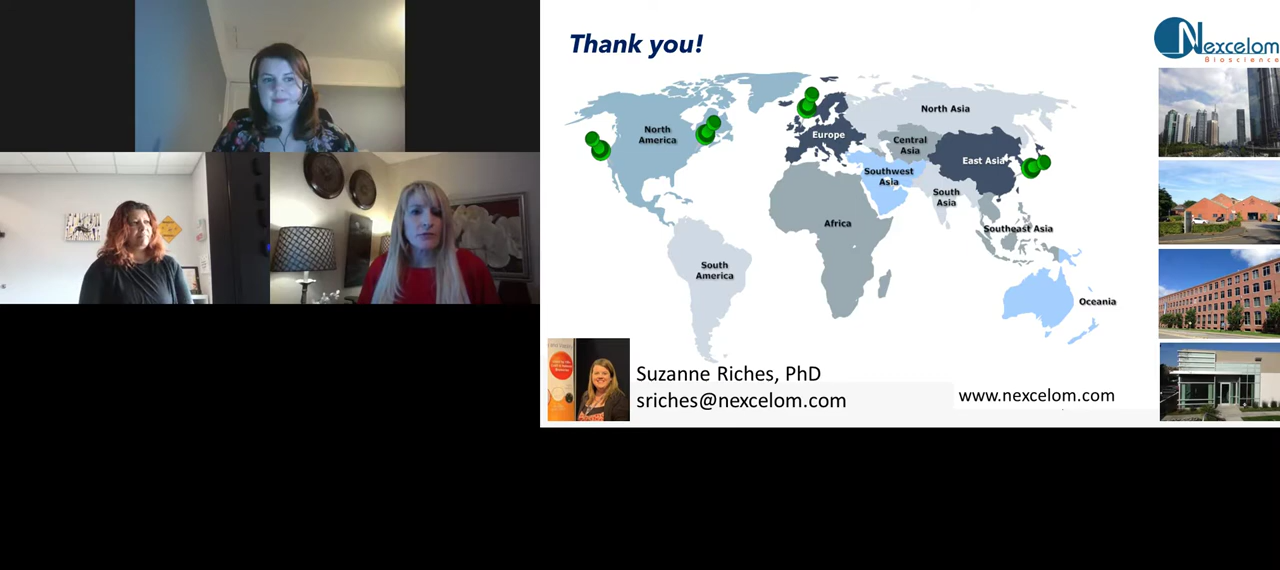 Thank you!
Nexcelom
Bioscience
North
America
Europe
North Asia
Central
Asia
East Asia
Southwest
Asia
South
Asia
Southeast Asia
Africa
South
America
Oceania
Suzanne Riches, PhD
sriches@nexcelom.com
www.nexcelom.com